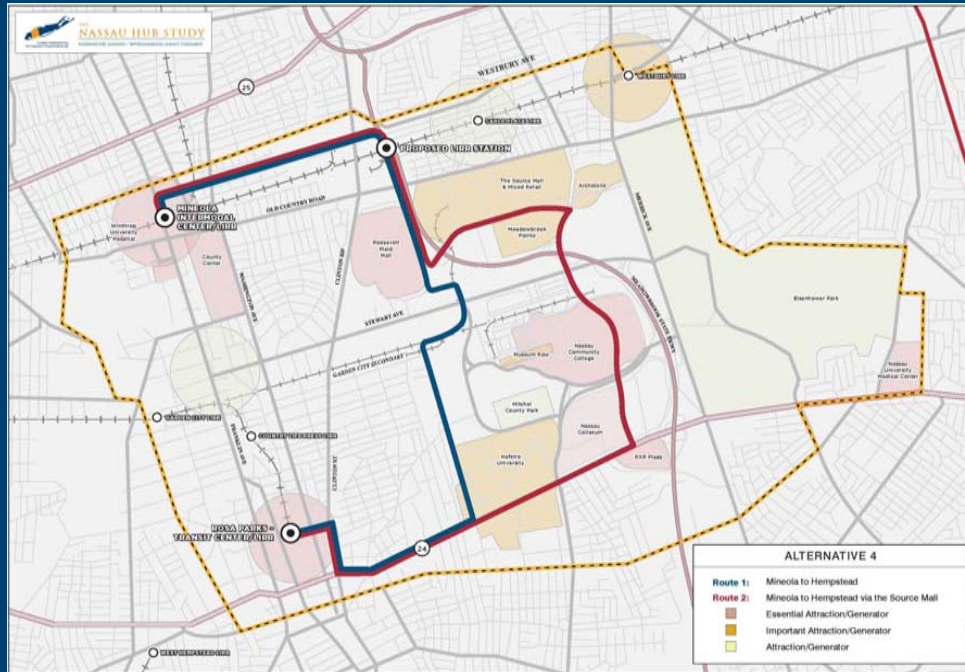 THE
NASSAU HUB STUDY
WESTBURY AVE
WESTBURY LIRR
25
CARLE PLACE LIRR
PROPOSED LIRR STATION
The Source Mall
& Mixed Retail
Archstone
MINEOLA
INTERMODAL
CENTER/LIRR
OLD COUNTRY ROAD
MERRICK AVE
Winthrop
University
Hospital
Meadowbrook
Pointe
County
Center
Roosevelt
Field
Mall
CLINTON RD
WASHINGTON AVE
MEADOWBROOK STATE PKWY
Eisenhower Park
STEWART AVE
Museum Row
Nassau
Community
College
GARDEN CITY SECONDARY
Nassau
University
Medical Center
Mitchel
County Park
GARDEN CITY LIRR
FRANKLIN AVE
COUNTRY LIFE PRESS LIRR
Nassau
Coliseum
Hofstra
University
RXR Plaza
CLINTON ST
ROSA PARKS -
TRANSIT CENTER/LIRR
24
WEST HEMPSTEAD LIRR
ALTERNATIVE 4
Route 1: Mineola to Hempstead
Route 2: Mineola to Hempstead via the Source Mall
Essential Attraction/Generator
Important Attraction/Generator
Attraction/Generator